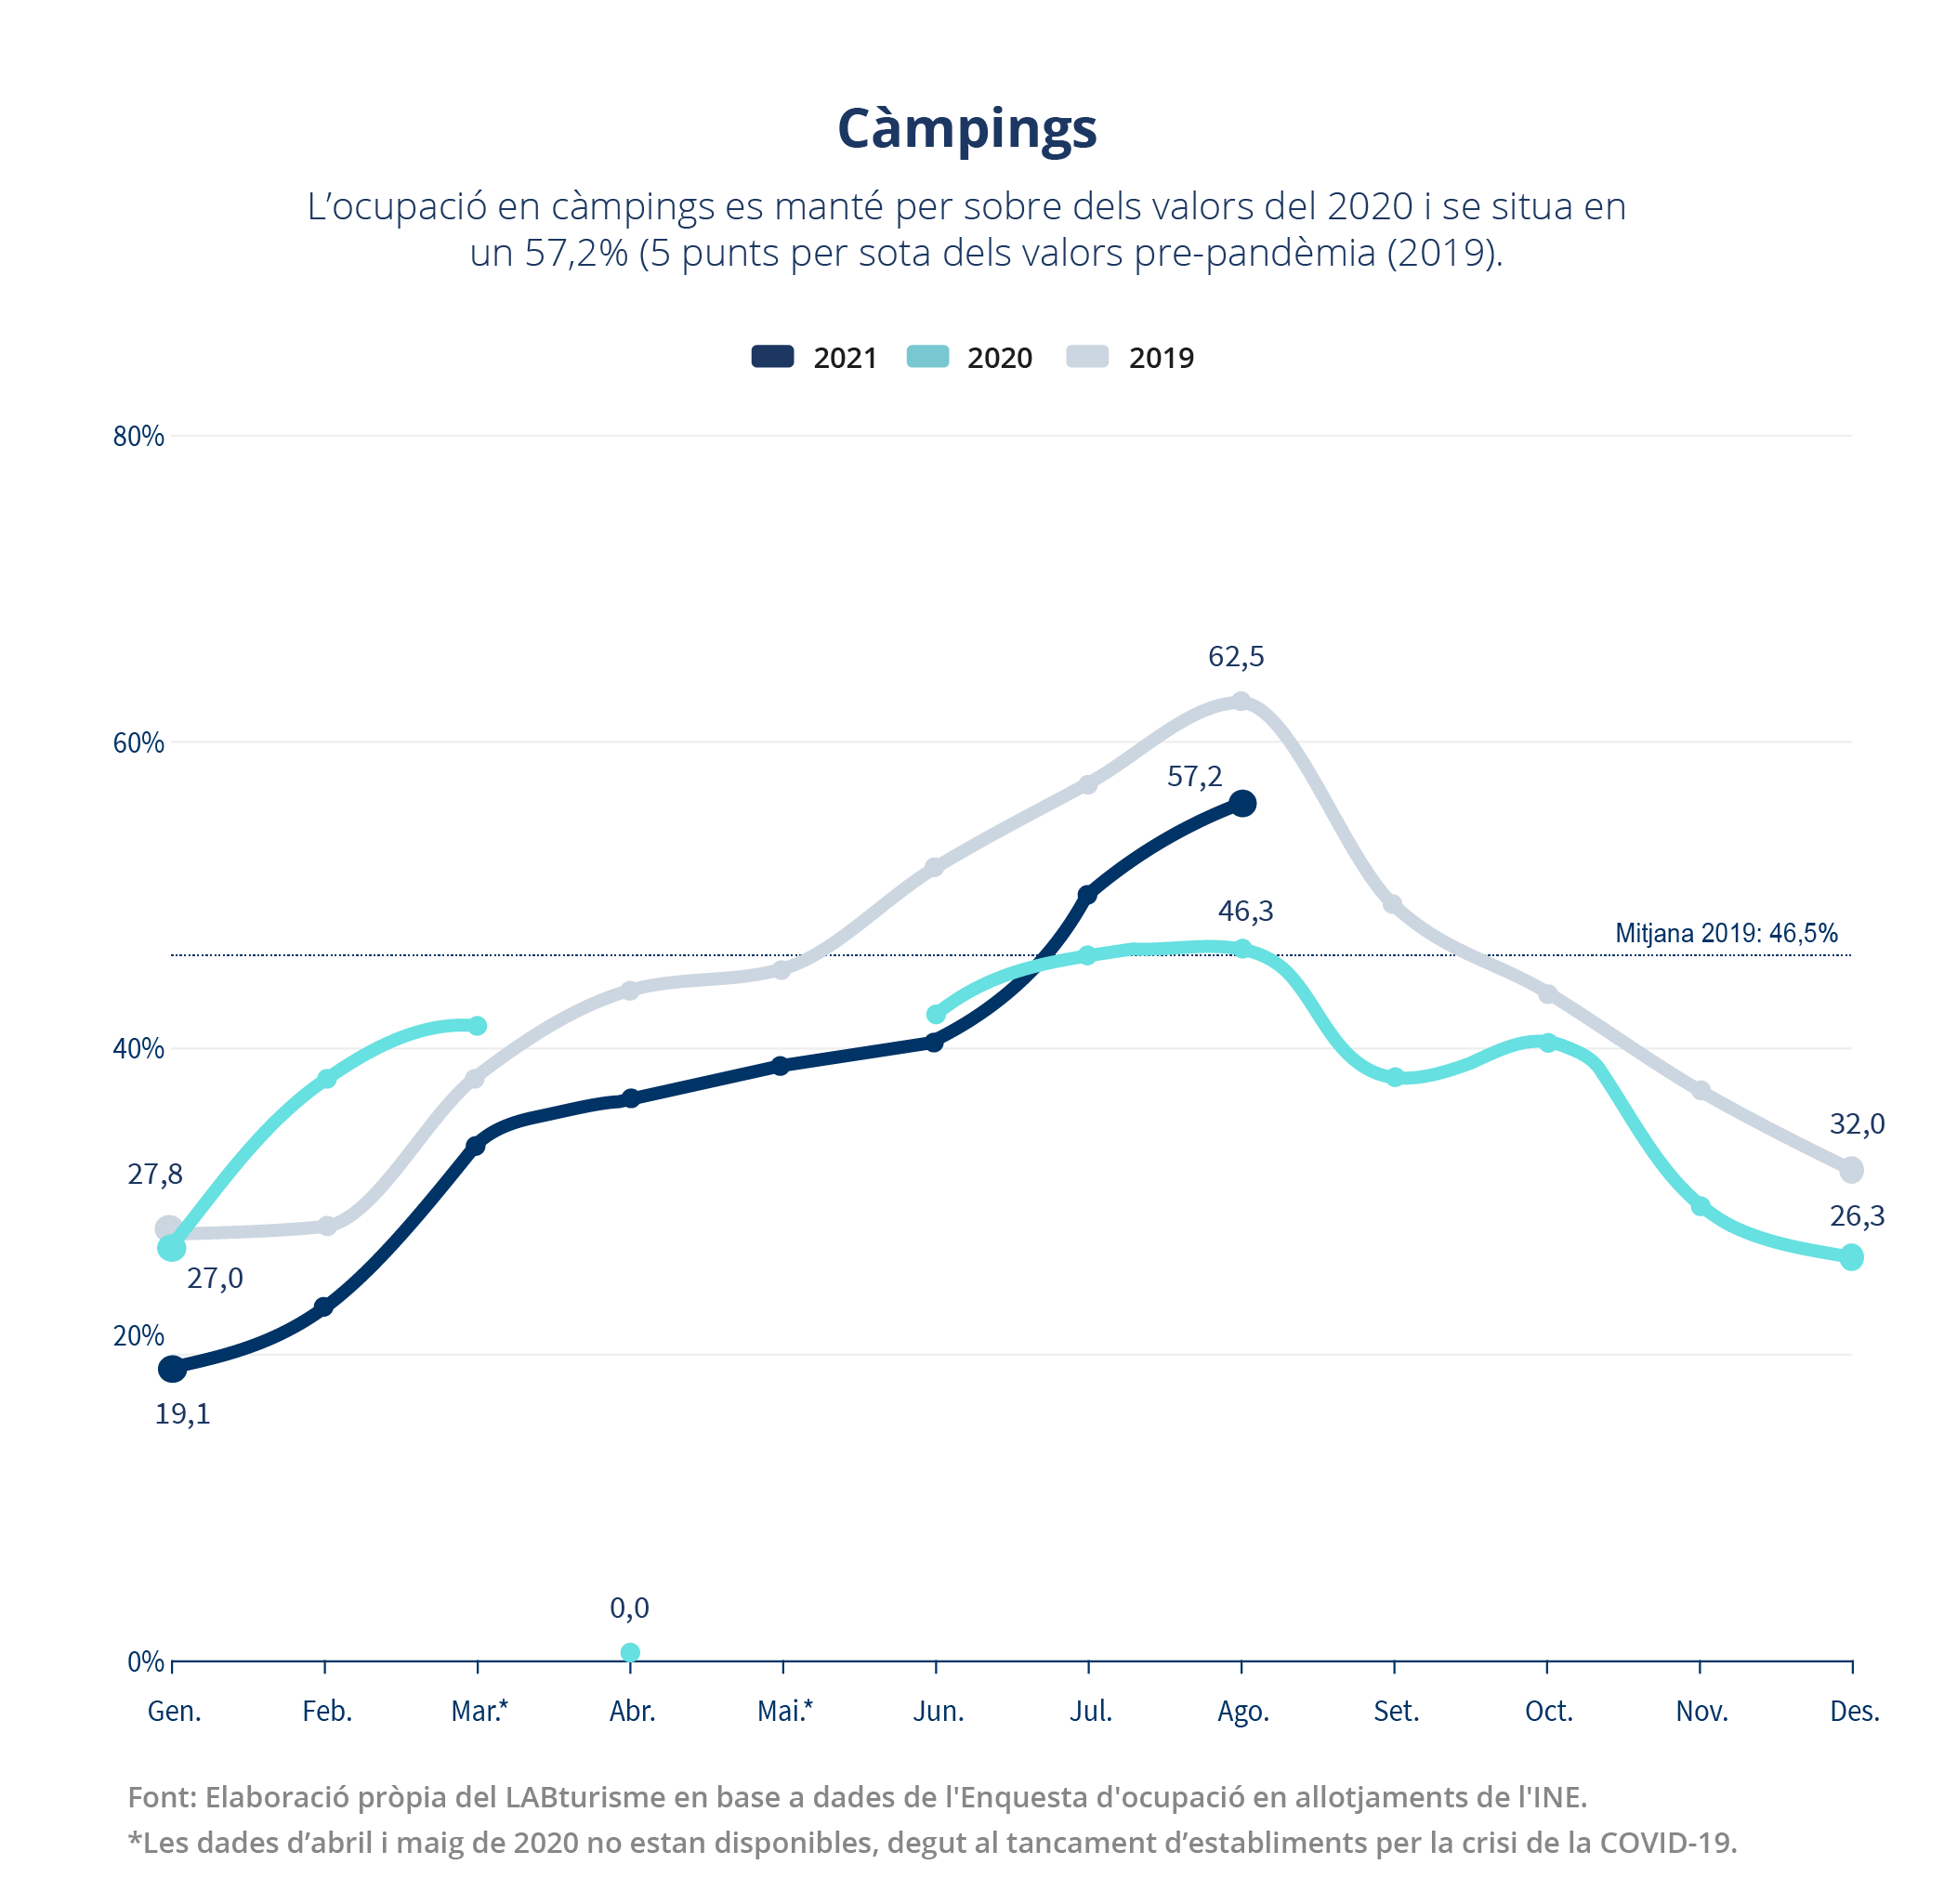 Càmpings
L’ocupació en càmpings es manté per sobre dels valors del 2020 i se situa en
un 57,2% (5 punts per sota dels valors pre-pandèmia (2019).
2021 2020 2019
80%
62,5
60%
57,2
46,3
Mitjana 2019: 46,5%
40%
32,0
27,8
26,3
27,0
20%
19,1
0,0
0%
Gen. Feb. Mar.* Abr. Mai.* Jun. Jul. Ago. Set. Oct. Nov. Des.
Font: Elaboració pròpia del LABturisme en base a dades de l'Enquesta d'ocupació en allotjaments de l'INE.
*Les dades d’abril i maig de 2020 no estan disponibles, degut al tancament d’establiments per la crisi de la COVID-19.